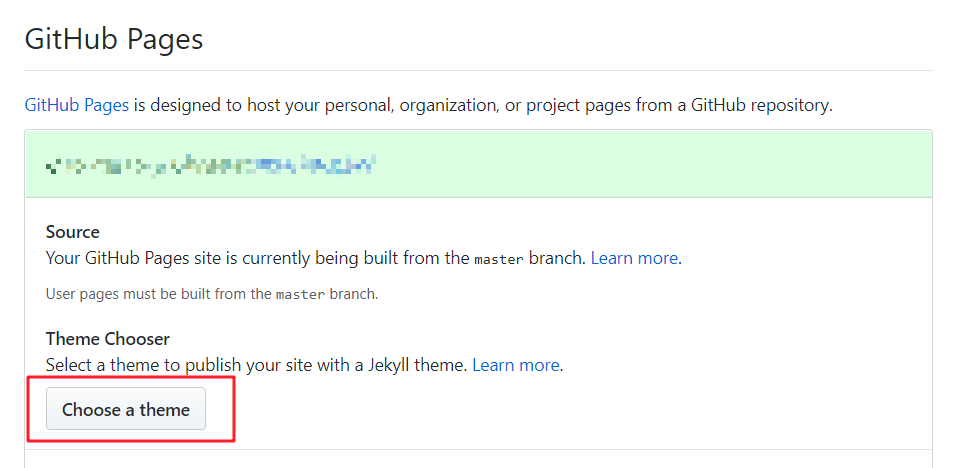 GitHub Pages
GitHub Pages is designed to host your personal, organization, or project pages from a GitHub repository.
Source
Your GitHub Pages site is currently being built from the master branch. Learn more.
User pages must be built from the master branch.
Theme Chooser
Select a theme to publish your site with a Jekyll theme. Learn more.
Choose a theme